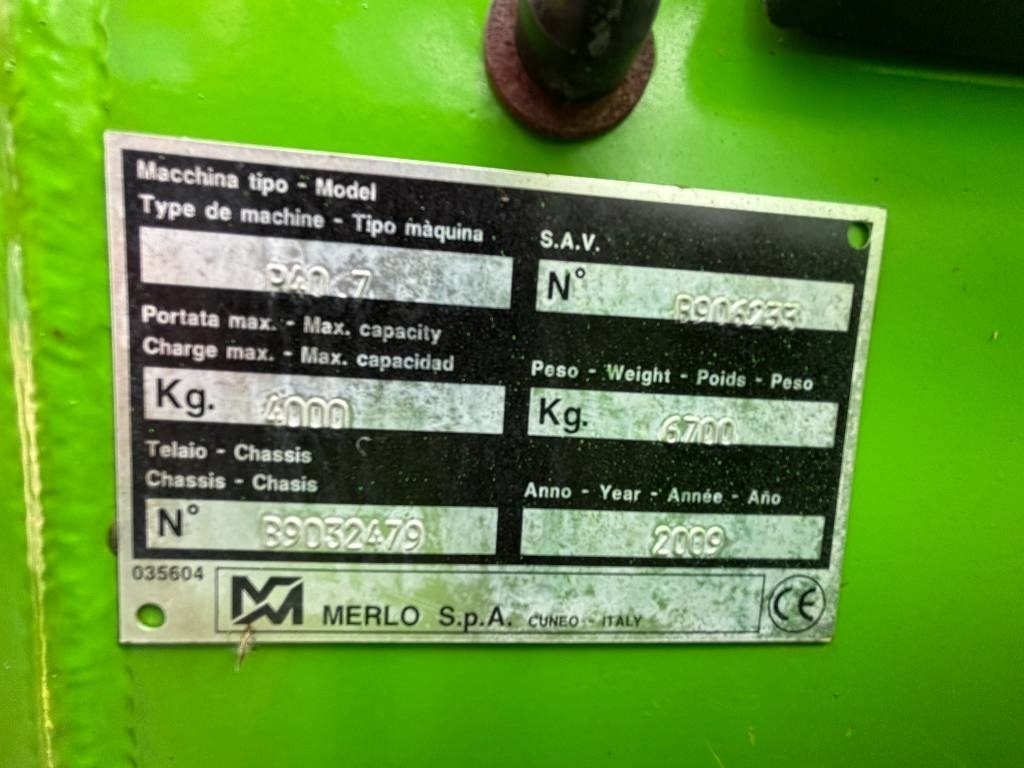 Macchina tipo - Model
Type de machine - Tipo màquina
P40.7
Portata max. - Max. capacity
Charge max. - Max. capacidad
Kg. 4000
Telaio - Chassis
Chassis - Chasis
N° B9032479
S.A.V.
N°
Peso - Weight - Poids - Peso
Kg. 6700
Anno - Year - Année - Año
2009
035604
MERLO S.p.A. CUNEO - ITALY
CE